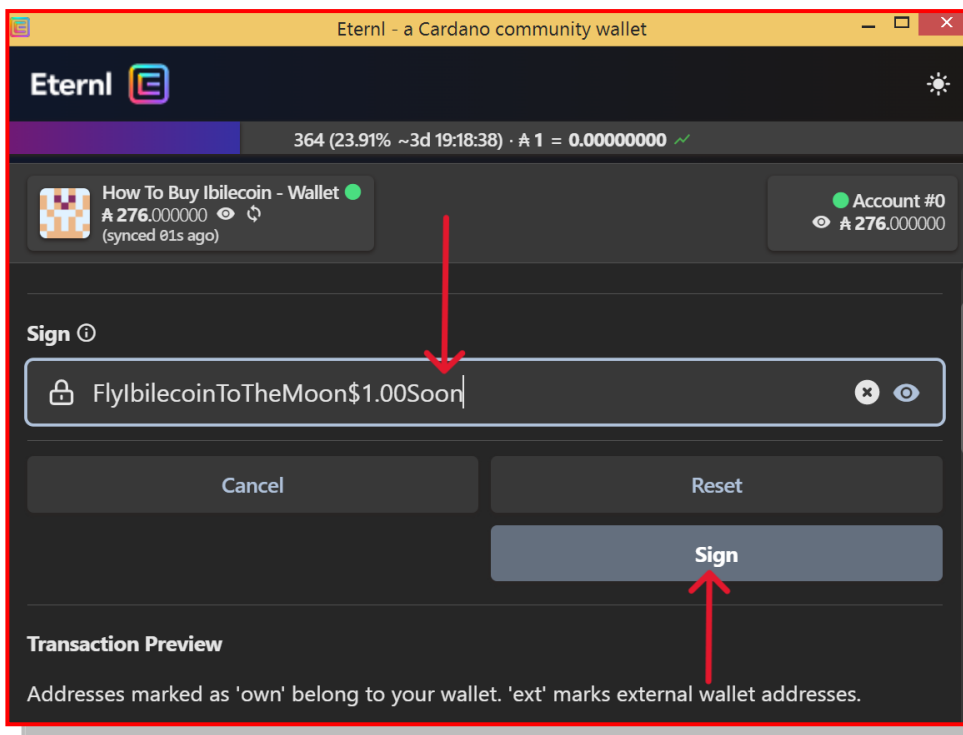 Eternl - a Cardano community wallet
Eternl
364 (23.91% ~3d 19:18:38) · ₳ 1 = 0.00000000
How To Buy Ibilecoin - Wallet
₳ 276.000000
(synced 01s ago)
Account #0
₳ 276.000000
Sign
FlyIbilecoinToTheMoon$1.00Soon
Cancel
Reset
Sign
Transaction Preview
Addresses marked as 'own' belong to your wallet. 'ext' marks external wallet addresses.